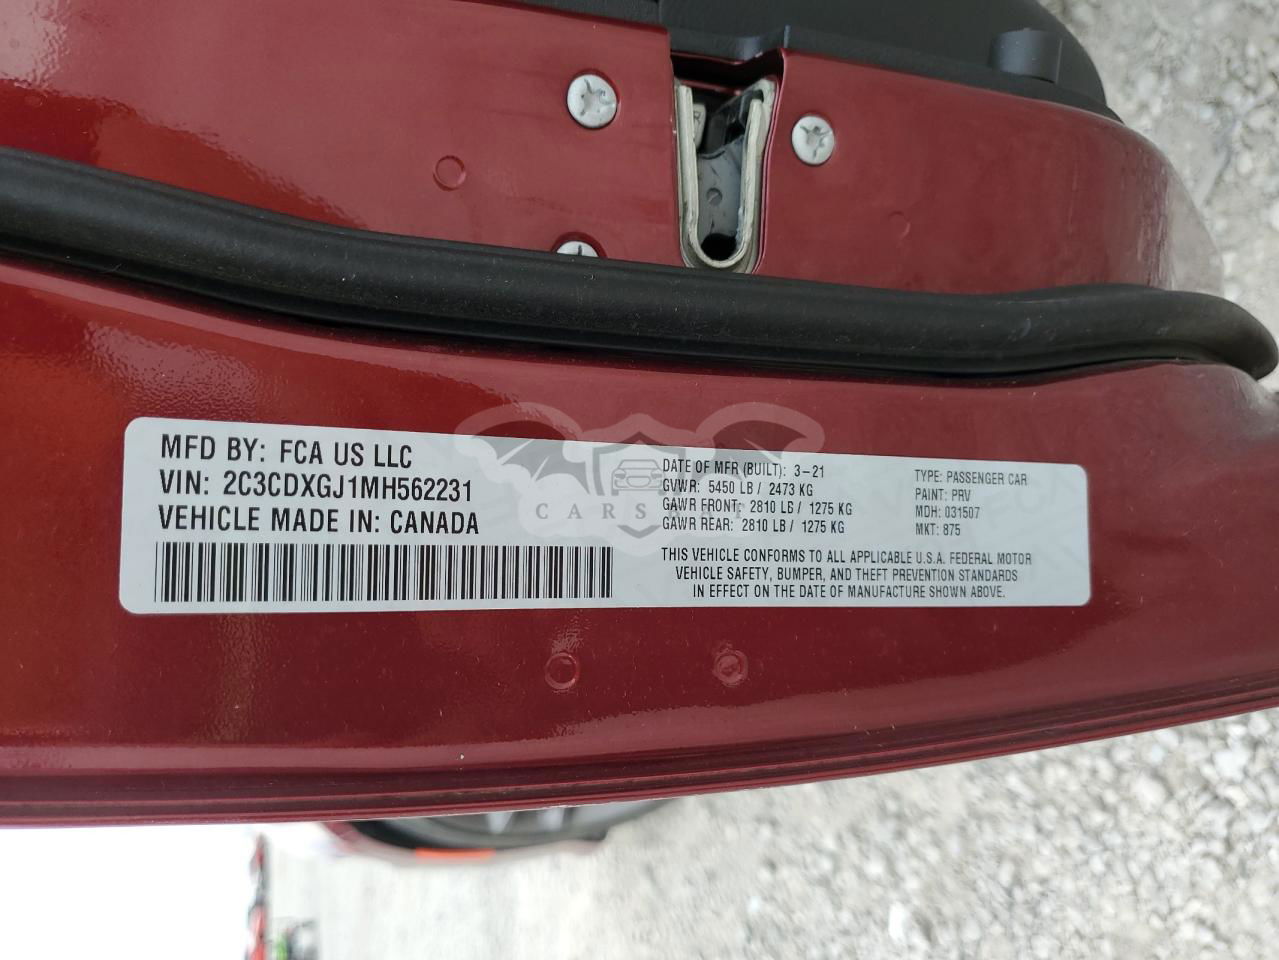 MFD BY: FCA US LLC
VIN: 2C3CDXGJ1MH562231
VEHICLE MADE IN: CANADA
DATE OF MFR (BUILT): 3-21
GVWR: 5450 LB / 2473 KG
GAWR FRONT: 2810 LB / 1275 KG
GAWR REAR: 2810 LB / 1275 KG
TYPE: PASSENGER CAR
PAINT: PRV
MDH: 031507
MKT: 875
THIS VEHICLE CONFORMS TO ALL APPLICABLE U.S.A. FEDERAL MOTOR
VEHICLE SAFETY, BUMPER, AND THEFT PREVENTION STANDARDS
IN EFFECT ON THE DATE OF MANUFACTURE SHOWN ABOVE.